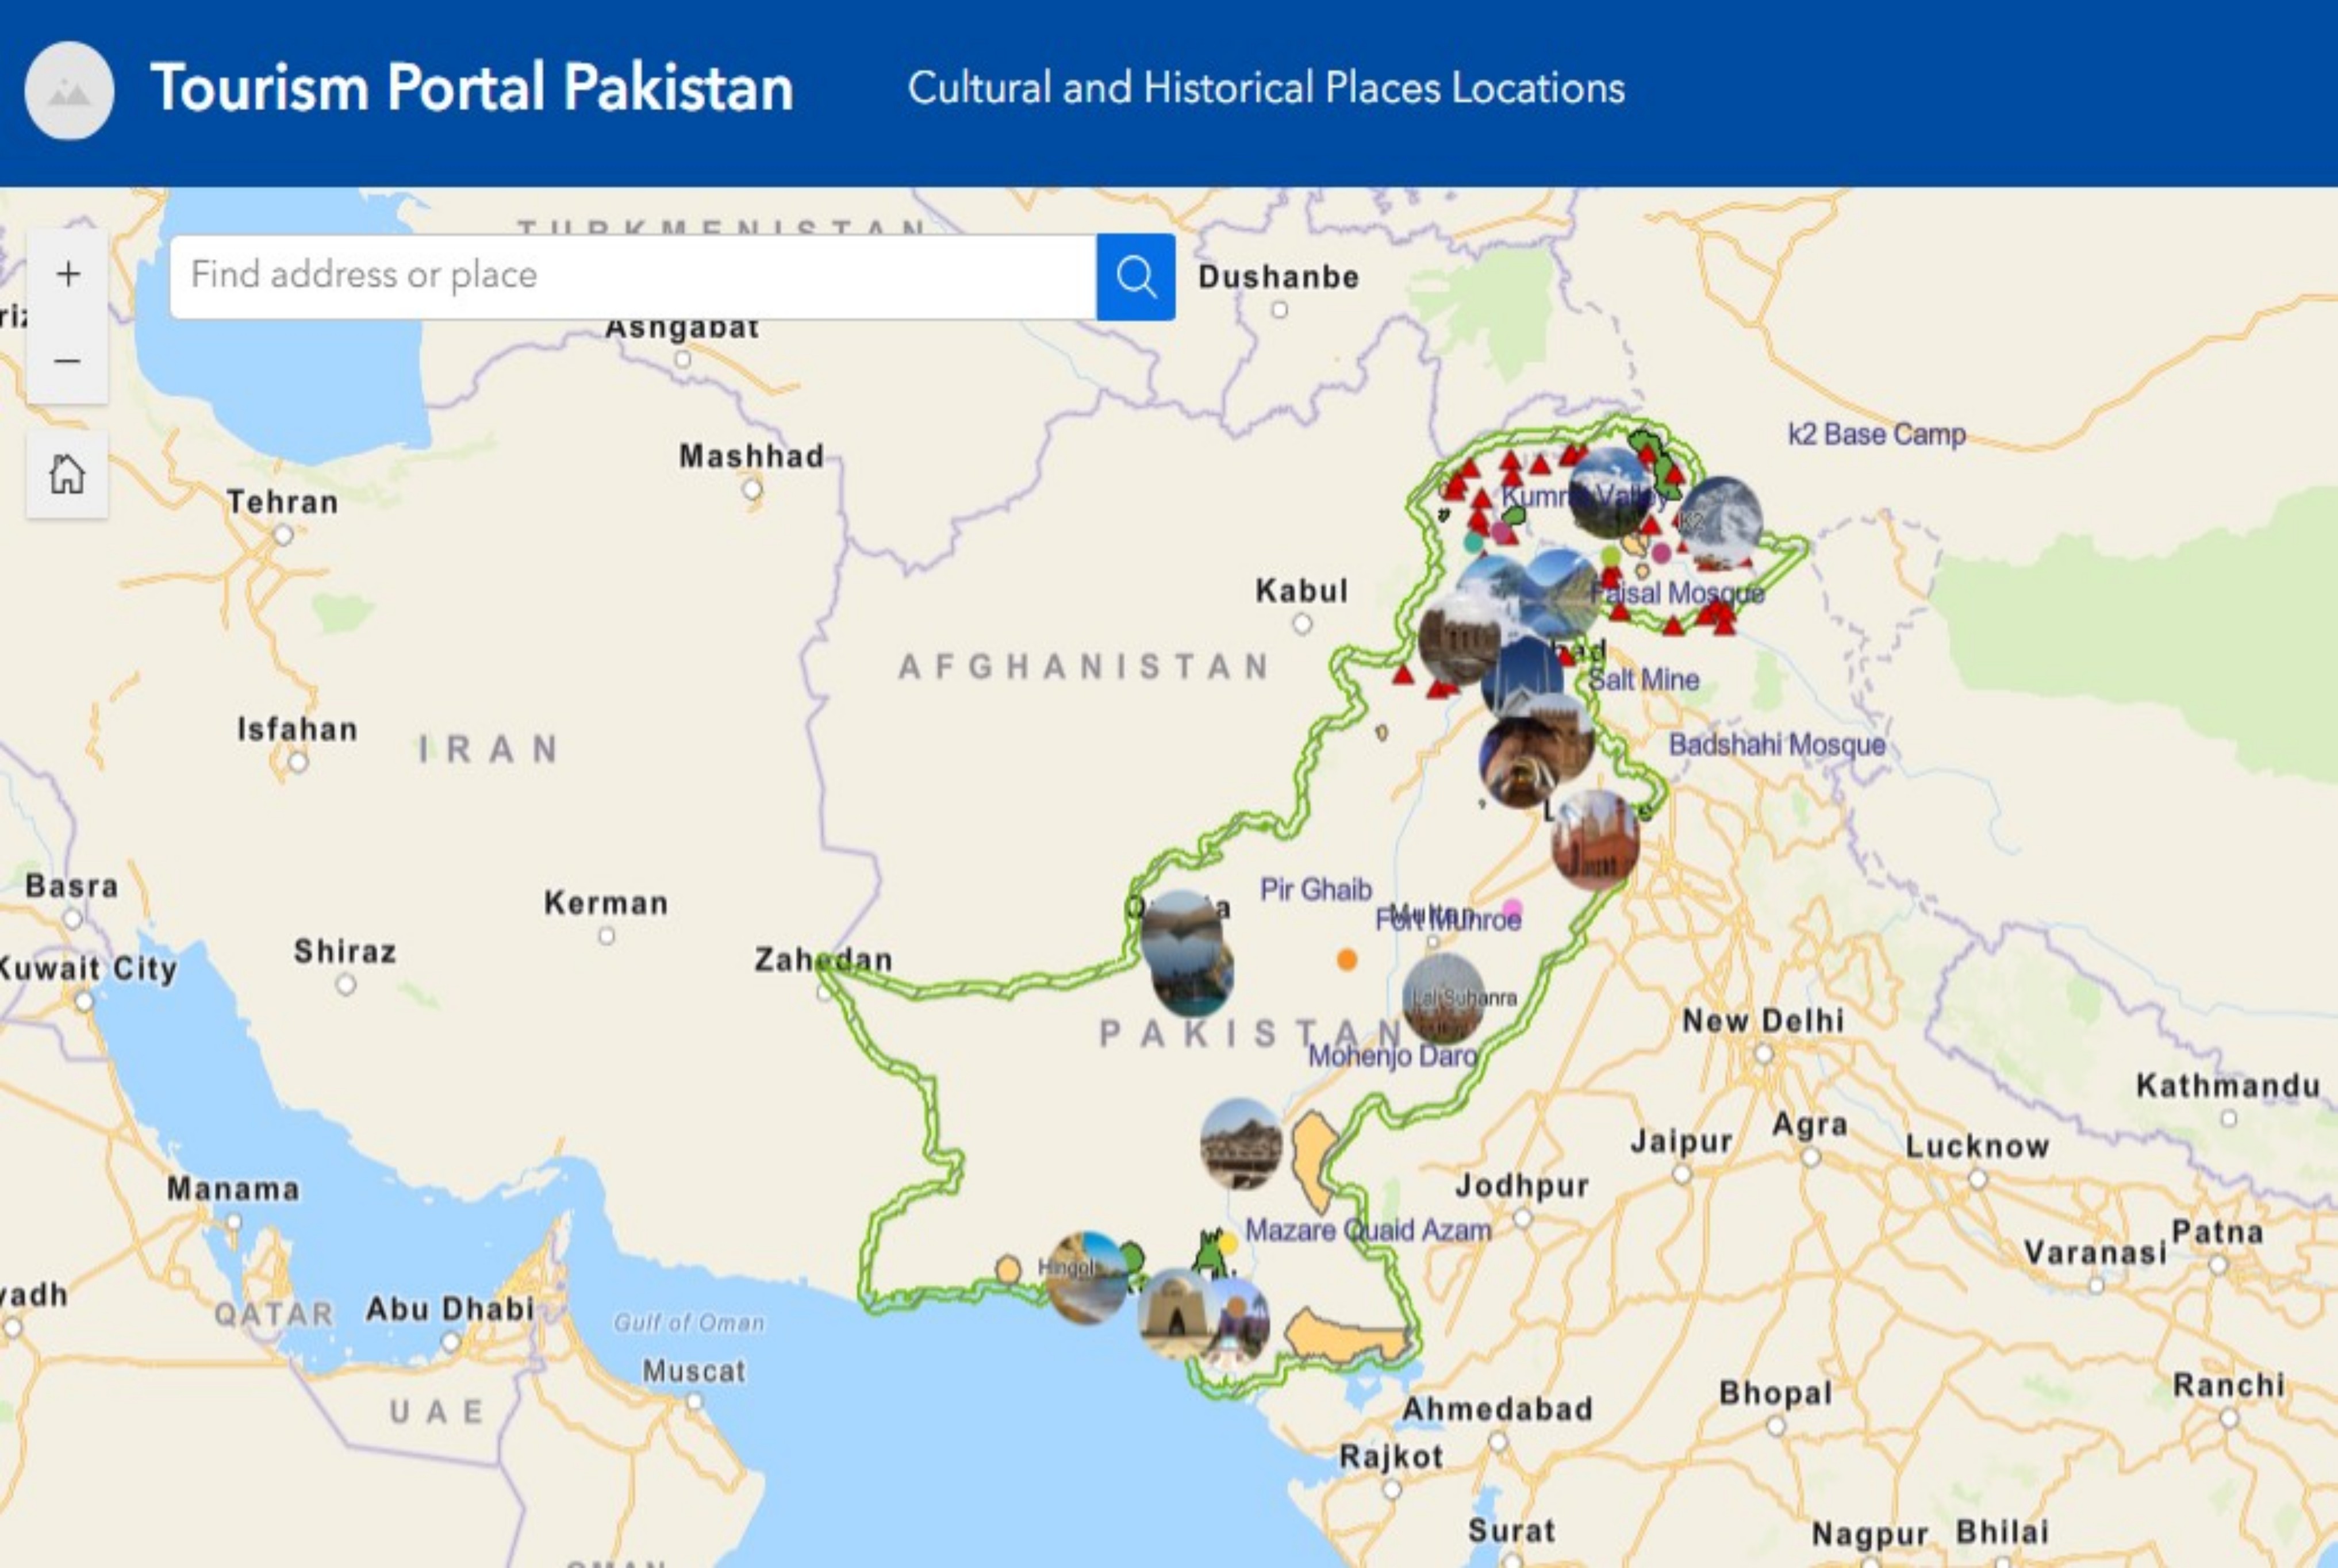 Tourism Portal Pakistan
Cultural and Historical Places Locations
TURKMENISTAN
+
Find address or place
Dushanbe
Ashgabat
−
k2 Base Camp
Mashhad
Tehran
Valley
K2
Kabul
Faisal Mosque
AFGHANISTAN
Salt Mine
Isfahan
IRAN
Badshahi Mosque
Basra
Kerman
Pir Ghaib
Multan
Fort Munroe
Shiraz
Zahedan
Kuwait City
Lal Suhanra
New Delhi
PAKISTAN
Mohenjo Daro
Kathmandu
Agra
Jaipur
Lucknow
Manama
Jodhpur
Mazare Quaid Azam
Patna
Varanasi
Hingol
yadh
QATAR
Abu Dhabi
Gulf of Oman
Muscat
Ranchi
Bhopal
UAE
Ahmedabad
Rajkot
Surat
Nagpur
Bhilai
OMAN